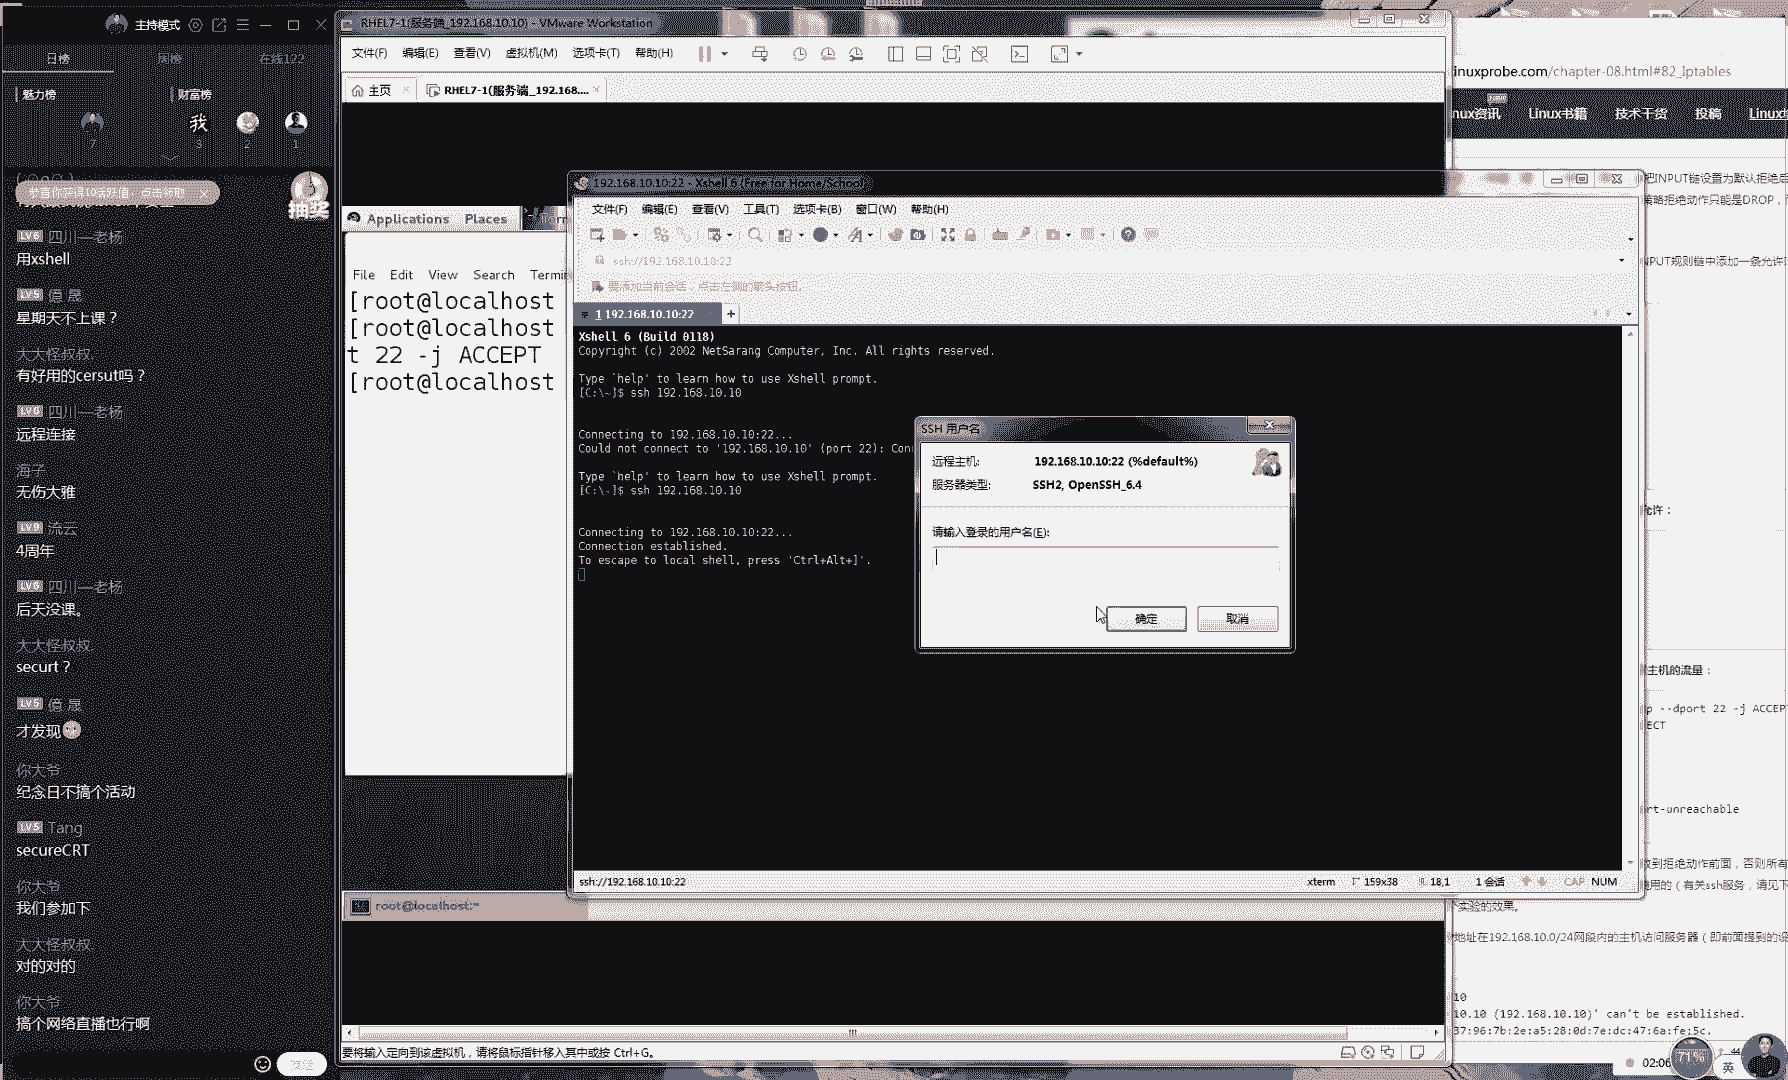 主持模式
日榜
周榜
在线122
魅力榜
财富榜
我
7
3
2
1
恭喜你获得10活跃值，点击领取
抽奖
LV6 四川—老杨
用xshell
LV5 億 晟
星期天不上课？
大大怪叔叔.
有好用的cersut吗？
LV6 四川—老杨
远程连接
海子
无伤大雅
LV9 流云
4周年
LV6 四川—老杨
后天没课。
大大怪叔叔.
securt？
LV5 億 晟
才发现
你大爷
纪念日不搞个活动
LV5 Tang
secureCRT
你大爷
我们参加下
大大怪叔叔.
对的对的
你大爷
搞个网络直播也行啊
发送
RHEL7-1(服务端_192.168.10.10) - VMware Workstation
文件(F) 编辑(E) 查看(V) 虚拟机(M) 选项卡(T) 帮助(H)
主页
RHEL7-1(服务端_192.168....
Applications Places
Term
File Edit View Search Termin
[root@localhost
[root@localhost
t 22 -j ACCEPT
[root@localhost
root@localhost:~
要将输入定向到该虚拟机，请将鼠标指针移入其中或按 Ctrl+G。
192.168.10.10:22 - Xshell 6 (Free for Home/School)
文件(F) 编辑(E) 查看(V) 工具(T) 选项卡(B) 窗口(W) 帮助(H)
ssh://192.168.10.10:22
要添加当前会话，点击左侧的箭头按钮。
1 192.168.10.10:22
+
Xshell 6 (Build 0118)
Copyright (c) 2002 NetSarang Computer, Inc. All rights reserved.
Type `help' to learn how to use Xshell prompt.
[C:\~]$ ssh 192.168.10.10
Connecting to 192.168.10.10:22...
Could not connect to '192.168.10.10' (port 22): Con
Type `help' to learn how to use Xshell prompt.
[C:\~]$ ssh 192.168.10.10
Connecting to 192.168.10.10:22...
Connection established.
To escape to local shell, press 'Ctrl+Alt+]'.
SSH 用户名
远程主机: 192.168.10.10:22 (%default%)
服务器类型: SSH2, OpenSSH_6.4
请输入登录的用户名(E):
确定
取消
ssh://192.168.10.10:22
xterm
159x38
18,1
1 会话
CAP NUM
inuxprobe.com/chapter-08.html#82_Iptables
nux资讯
Linux书籍
技术干货
投稿
Linux
把INPUT链设置为默认拒绝后
策略拒绝动作只能是DROP，
NPUT规则链中添加一条允许
允许：
主机的流量：
p --dport 22 -j ACCEPT
ECT
rt-unreachable
放到拒绝动作前面，否则所有
使用的（有关ssh服务，请见下
实验的效果。
地址在192.168.10.0/24网段内的主机访问服务器（即前面提到的设
10
10.10 (192.168.10.10)' can't be established.
37:96:7b:2e:a5:28:0d:7e:dc:47:6a:fe:5c.
02:06
71%
英